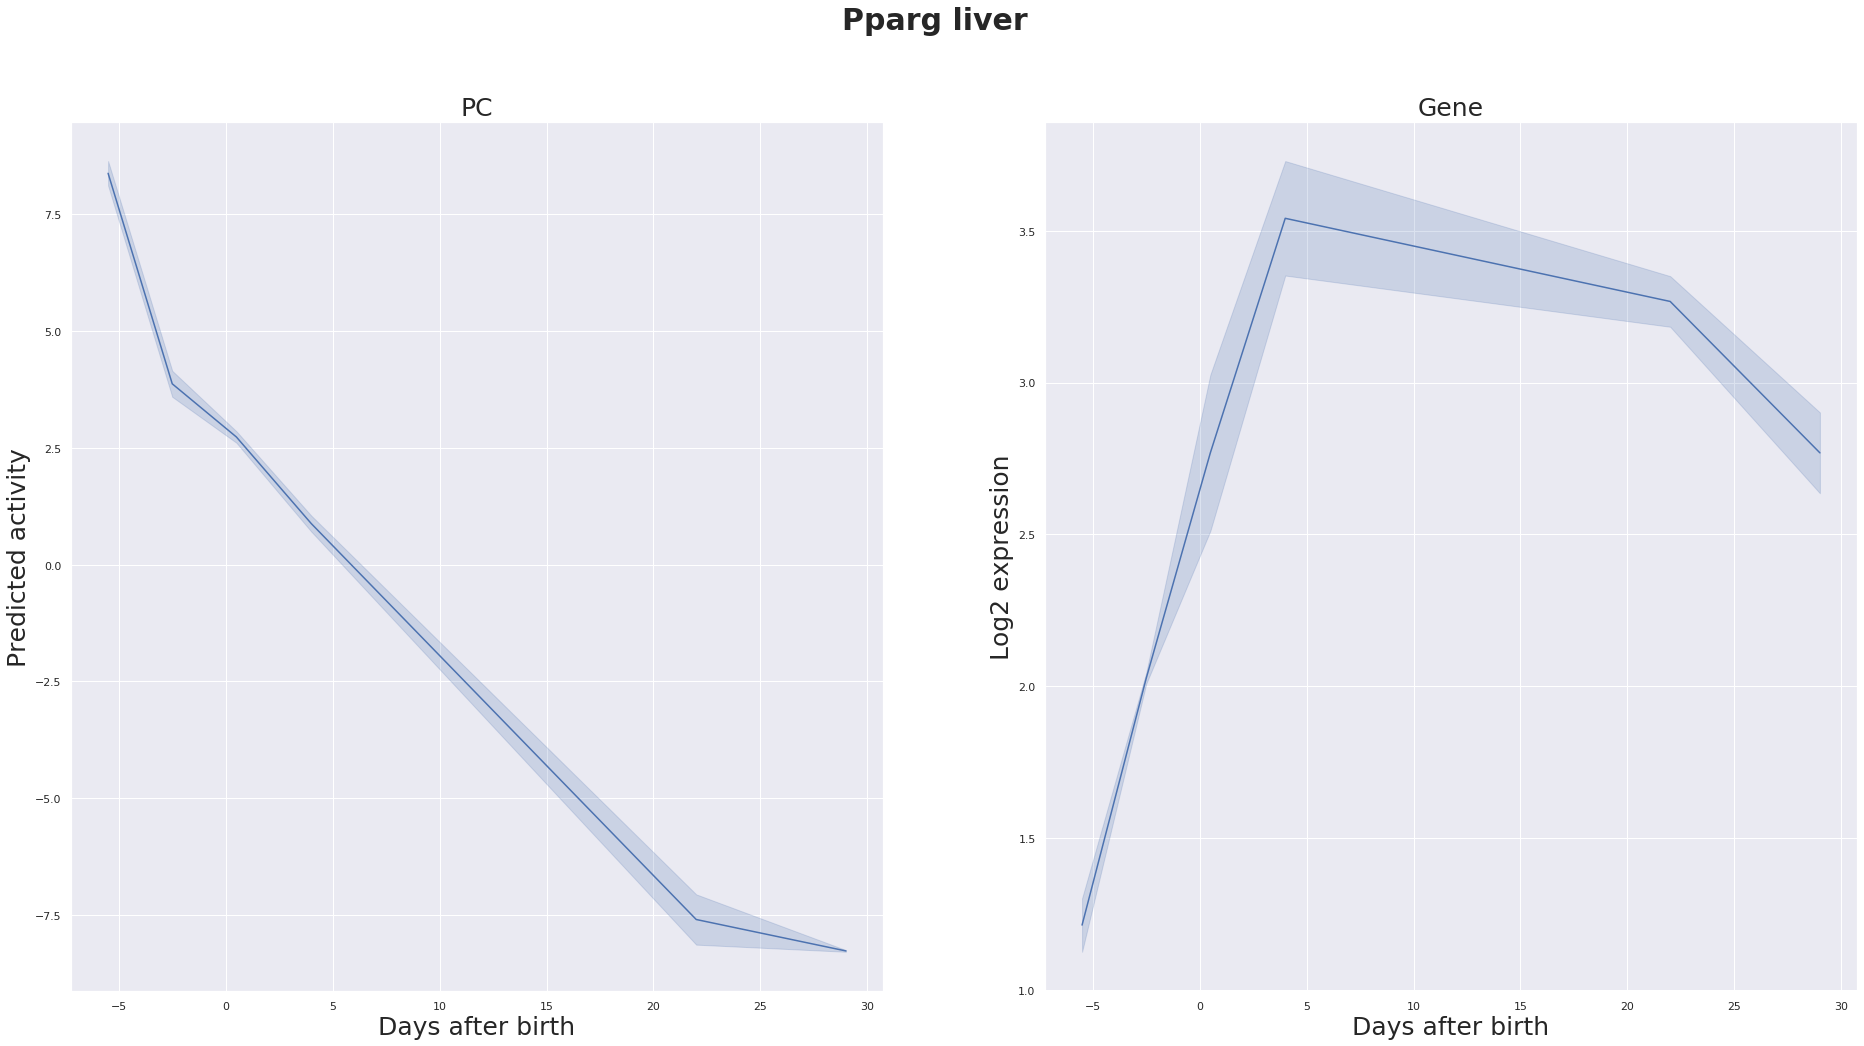 Pparg liver
PC
Predicted activity
7.5
5.0
2.5
0.0
−2.5
−5.0
−7.5
−5 0 5 10 15 20 25 30
Days after birth
Gene
Log2 expression
3.5
3.0
2.5
2.0
1.5
1.0
−5 0 5 10 15 20 25 30
Days after birth